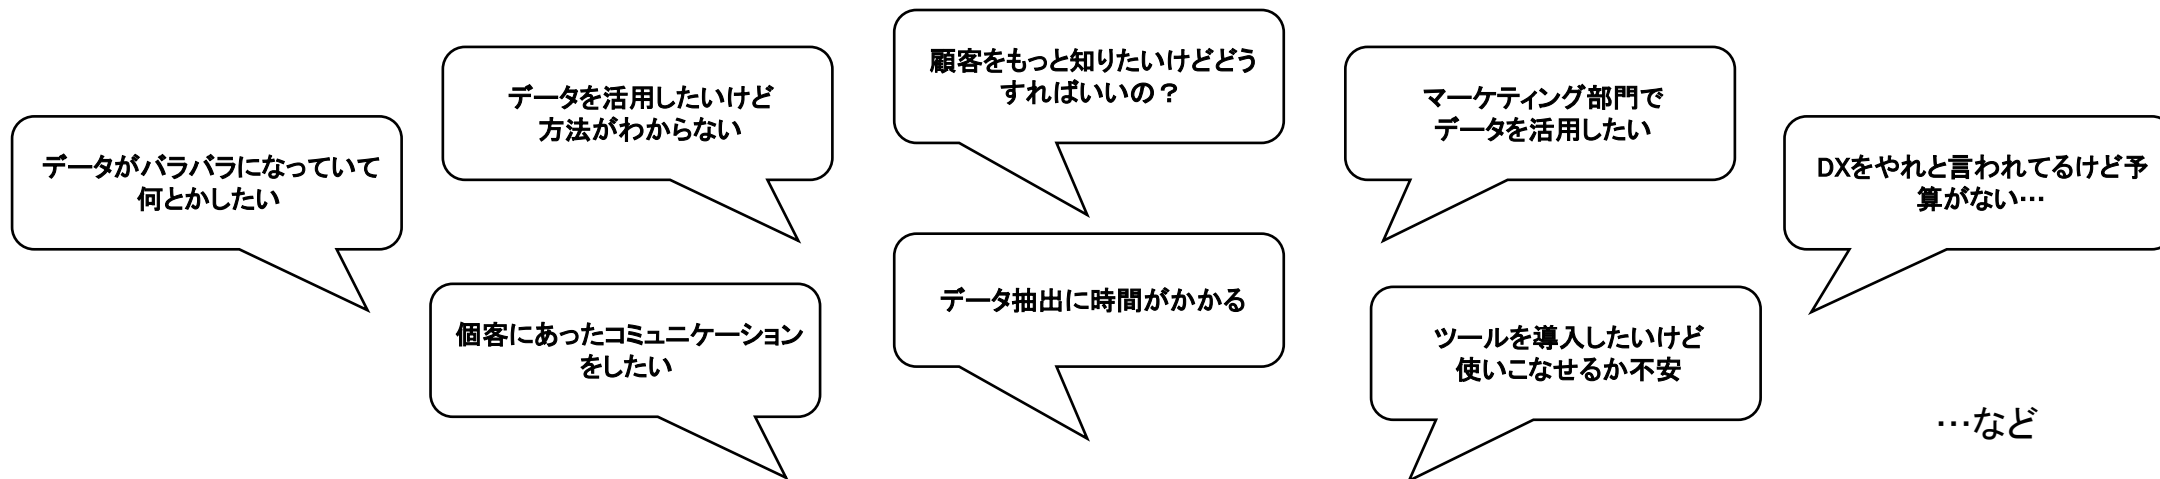 顧客をもっと知りたいけどどう
すればいいの？
データを活用したいけど
方法がわからない
マーケティング部門で
データを活用したい
データがバラバラになっていて
何とかしたい
DXをやれと言われてるけど予
算がない…
データ抽出に時間がかかる
個客にあったコミュニケーション
をしたい
ツールを導入したいけど
使いこなせるか不安
…など